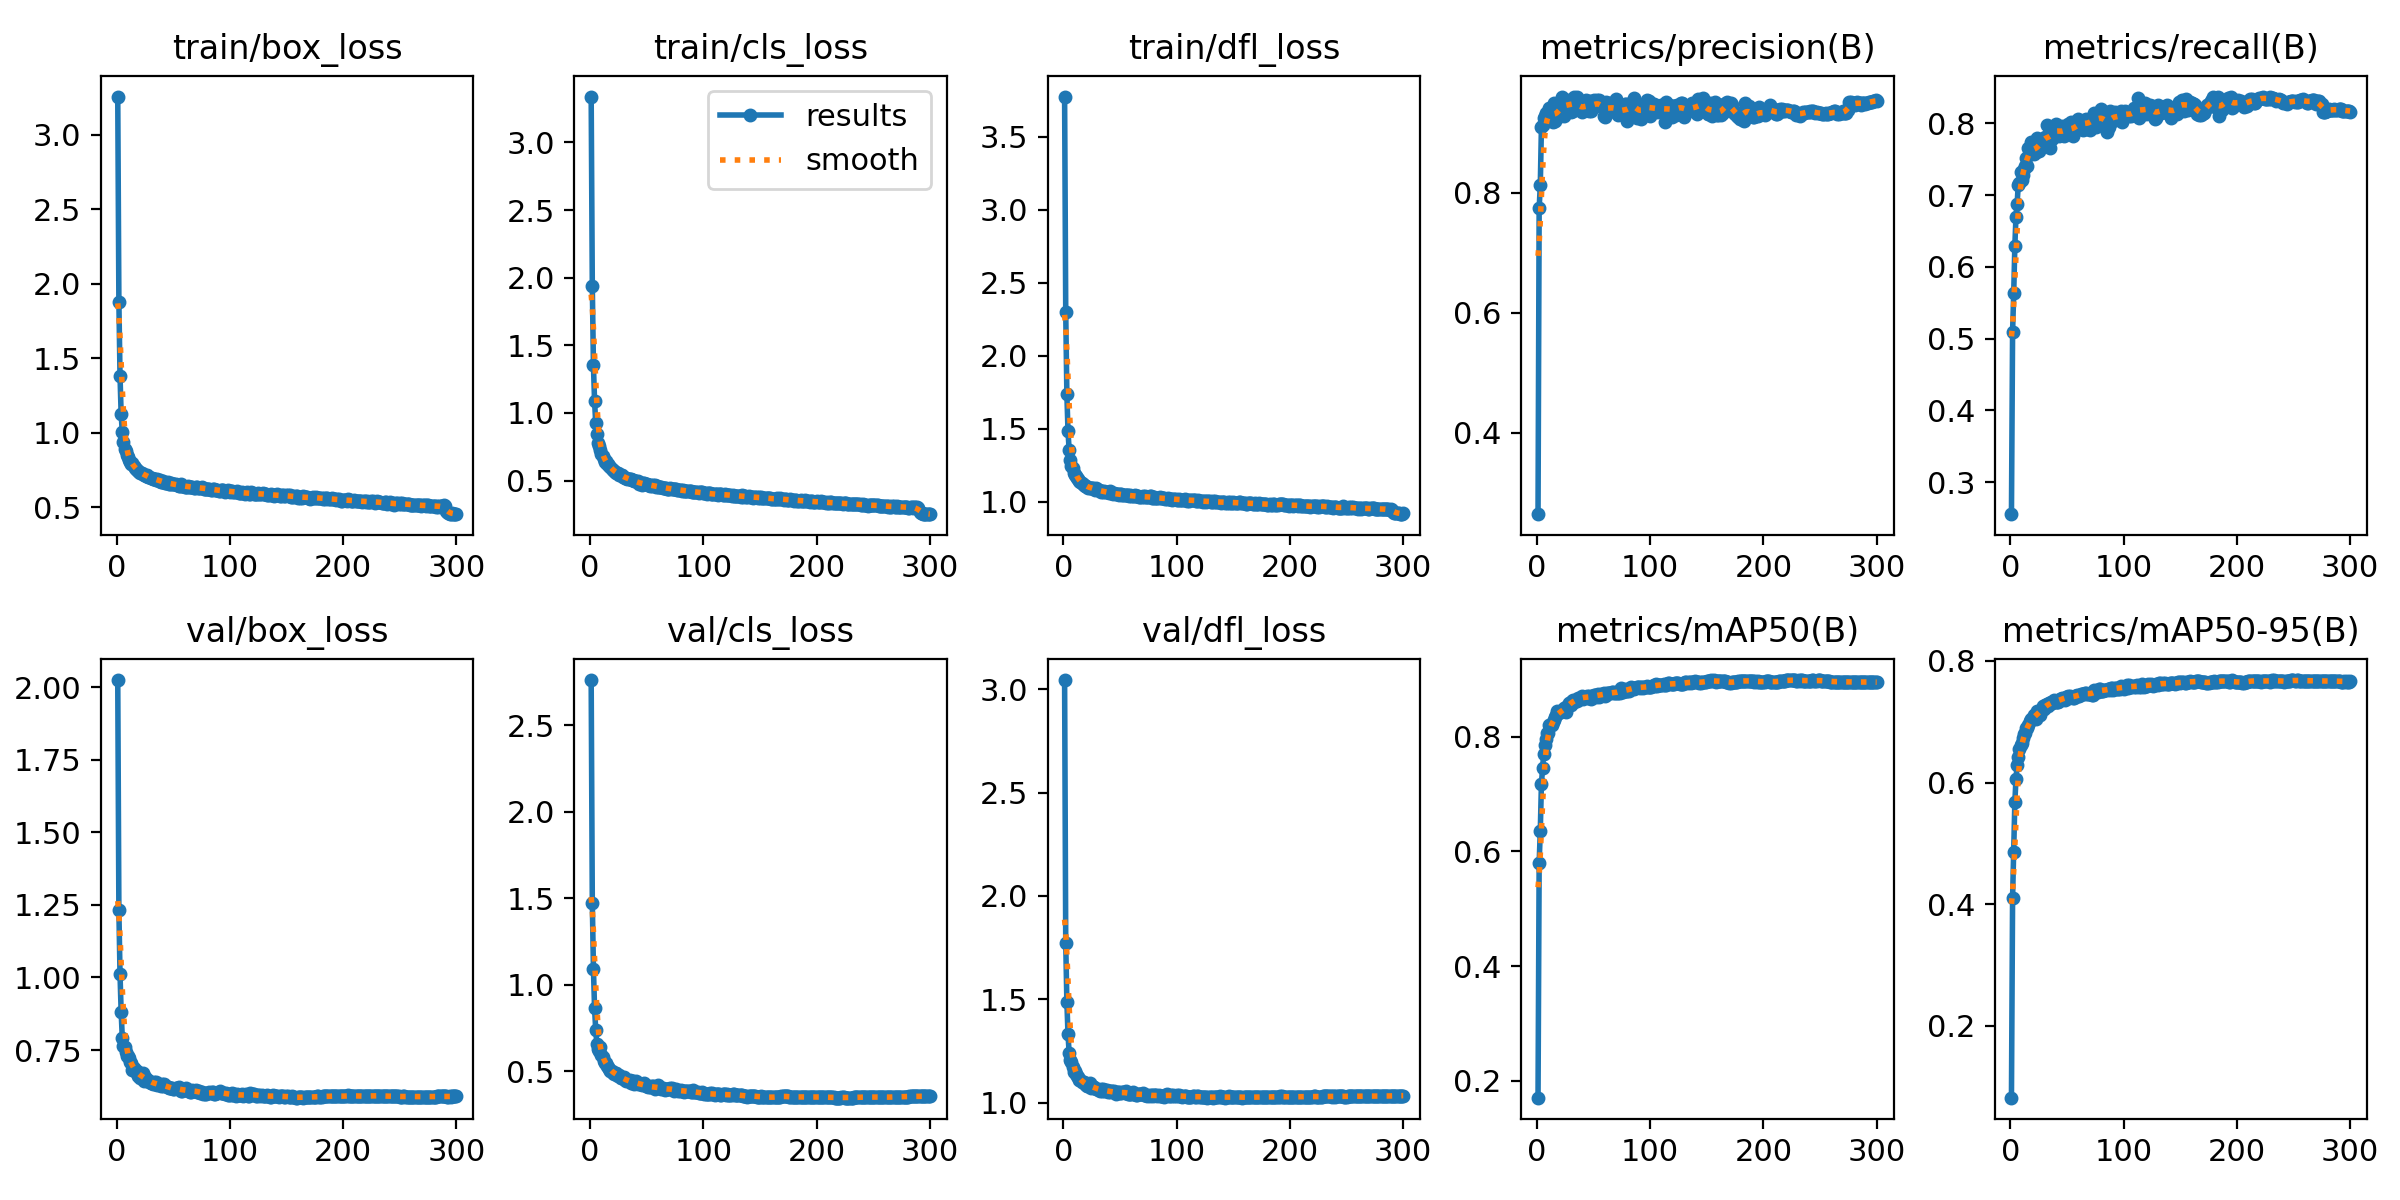 train/box_loss
train/cls_loss
train/dfl_loss
metrics/precision(B)
metrics/recall(B)
3.0
2.5
2.0
1.5
1.0
0.5
0 100 200 300
results
smooth
3.0
2.5
2.0
1.5
1.0
0.5
0 100 200 300
3.5
3.0
2.5
2.0
1.5
1.0
0 100 200 300
0.8
0.6
0.4
0 100 200 300
0.8
0.7
0.6
0.5
0.4
0.3
0 100 200 300
val/box_loss
val/cls_loss
val/dfl_loss
metrics/mAP50(B)
metrics/mAP50-95(B)
2.00
1.75
1.50
1.25
1.00
0.75
0 100 200 300
2.5
2.0
1.5
1.0
0.5
0 100 200 300
3.0
2.5
2.0
1.5
1.0
0 100 200 300
0.8
0.6
0.4
0.2
0 100 200 300
0.8
0.6
0.4
0.2
0 100 200 300